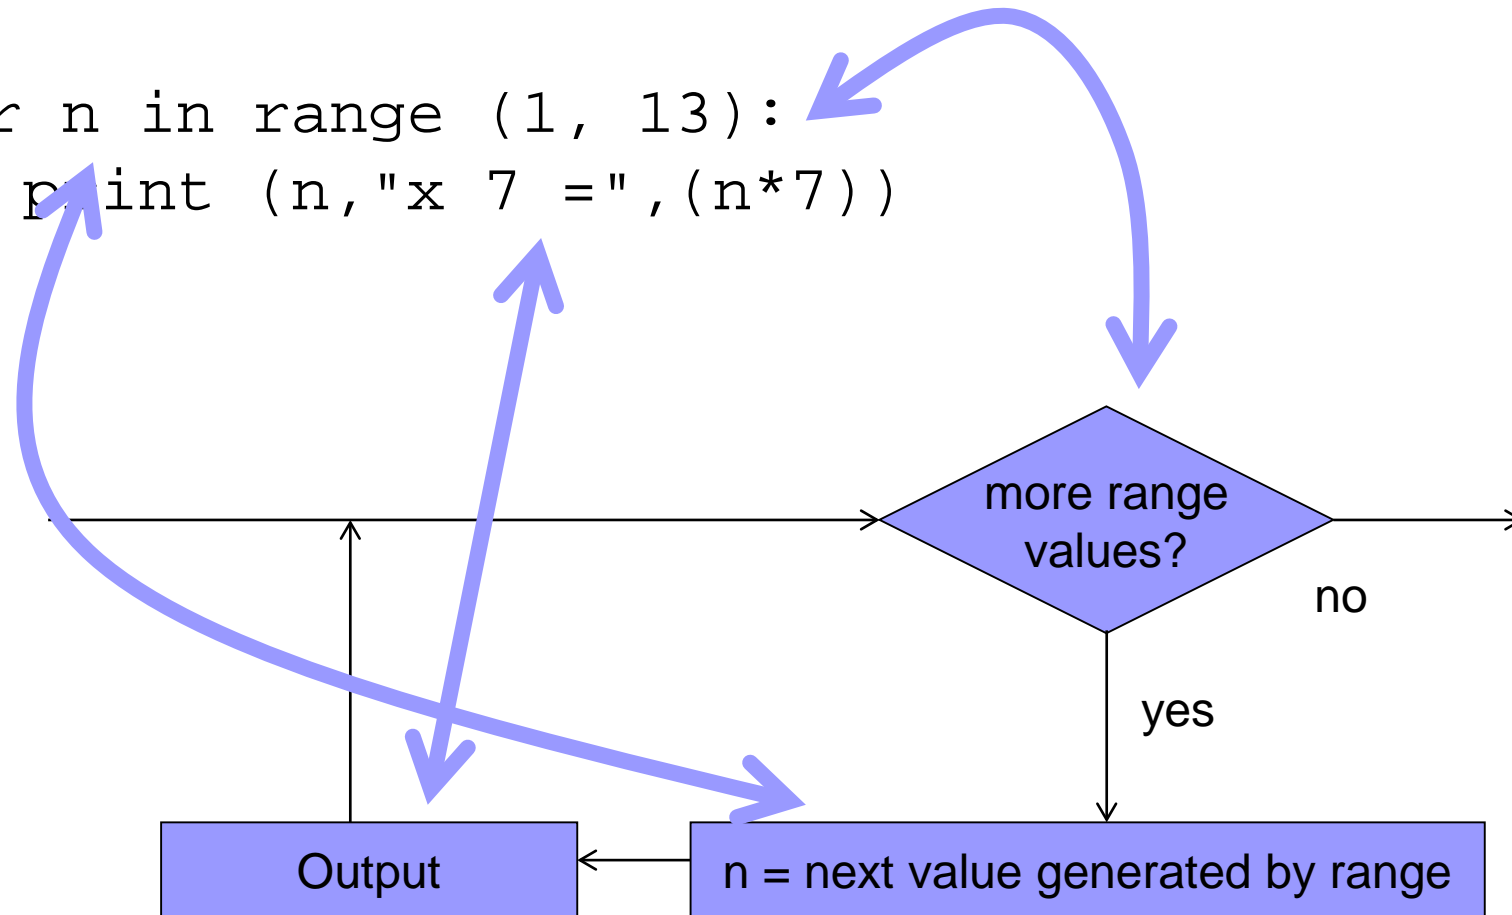 r n in range (1, 13):
print (n,"x 7 =",(n*7))
more range
values?
no
yes
Output
n = next value generated by range